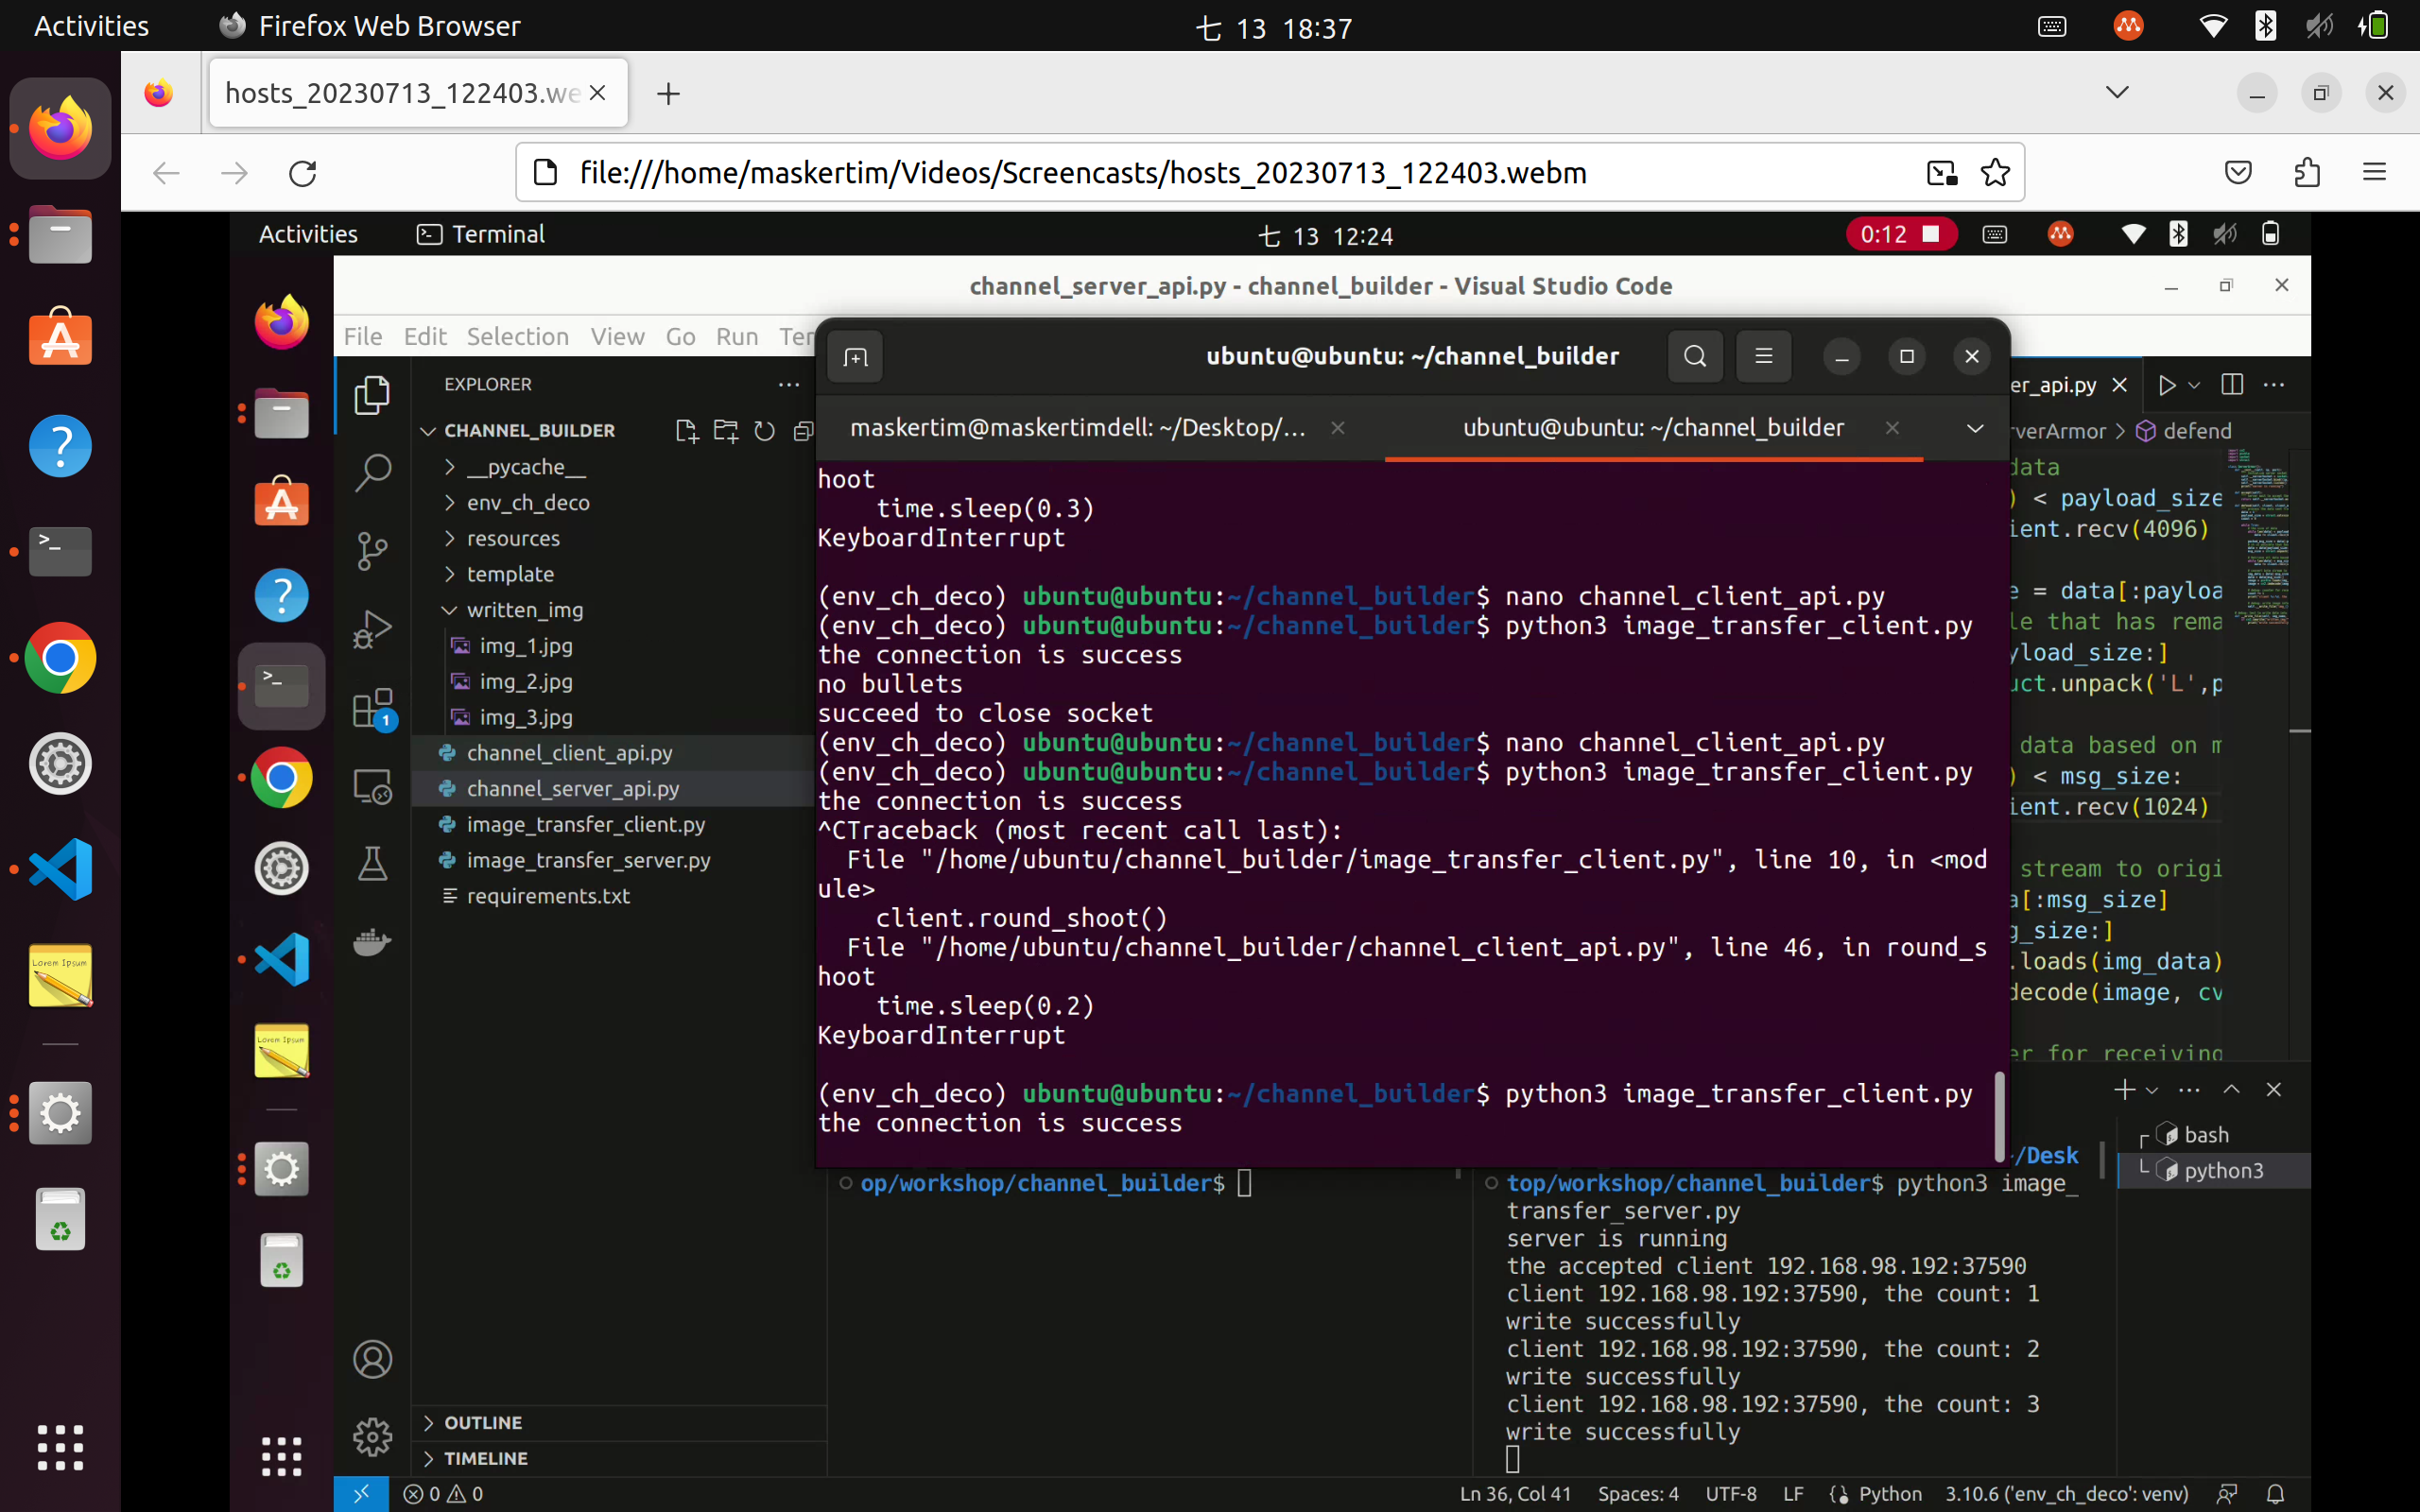 Activities
Firefox Web Browser
七 13 18:37
hosts_20230713_122403.we
file:///home/maskertim/Videos/Screencasts/hosts_20230713_122403.webm
Activities
Terminal
七 13 12:24
0:12
channel_server_api.py - channel_builder - Visual Studio Code
File Edit Selection View Go Run Ter
ubuntu@ubuntu: ~/channel_builder
maskertim@maskertimdell: ~/Desktop/...
ubuntu@ubuntu: ~/channel_builder
EXPLORER
CHANNEL_BUILDER
__pycache__
env_ch_deco
resources
template
written_img
img_1.jpg
img_2.jpg
img_3.jpg
channel_client_api.py
channel_server_api.py
image_transfer_client.py
image_transfer_server.py
requirements.txt
OUTLINE
TIMELINE
1
Lorem Ipsum
Lorem Ipsum
hoot
time.sleep(0.3)
KeyboardInterrupt
(env_ch_deco) ubuntu@ubuntu:~/channel_builder$ nano channel_client_api.py
(env_ch_deco) ubuntu@ubuntu:~/channel_builder$ python3 image_transfer_client.py
the connection is success
no bullets
succeed to close socket
(env_ch_deco) ubuntu@ubuntu:~/channel_builder$ nano channel_client_api.py
(env_ch_deco) ubuntu@ubuntu:~/channel_builder$ python3 image_transfer_client.py
the connection is success
^CTraceback (most recent call last):
File "/home/ubuntu/channel_builder/image_transfer_client.py", line 10, in <mod
ule>
client.round_shoot()
File "/home/ubuntu/channel_builder/channel_client_api.py", line 46, in round_s
hoot
time.sleep(0.2)
KeyboardInterrupt
(env_ch_deco) ubuntu@ubuntu:~/channel_builder$ python3 image_transfer_client.py
the connection is success
er_api.py
verArmor > defend
data
) < payload_size
ient.recv(4096)
e = data[:payloa
le that has rema
yload_size:]
uct.unpack('L',p
data based on m
) < msg_size:
ient.recv(1024)
stream to origi
a[:msg_size]
g_size:]
.loads(img_data)
decode(image, cv
er for receiving
bash
python3
op/workshop/channel_builder$
~/Desk
top/workshop/channel_builder$ python3 image_
transfer_server.py
server is running
the accepted client 192.168.98.192:37590
client 192.168.98.192:37590, the count: 1
write successfully
client 192.168.98.192:37590, the count: 2
write successfully
client 192.168.98.192:37590, the count: 3
write successfully
0 0
Ln 36, Col 41
Spaces: 4
UTF-8
LF
Python
3.10.6 ('env_ch_deco': venv)